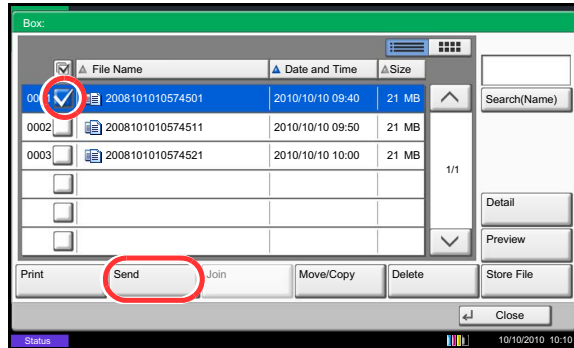 Box:
File Name Date and Time Size
0001 2008101010574501 2010/10/10 09:40 21 MB Search(Name)
0002 2008101010574511 2010/10/10 09:50 21 MB
0003 2008101010574521 2010/10/10 10:00 21 MB
1/1
Detail
Preview
Print Send Join Move/Copy Delete Store File
Close
Status 10/10/2010 10:10